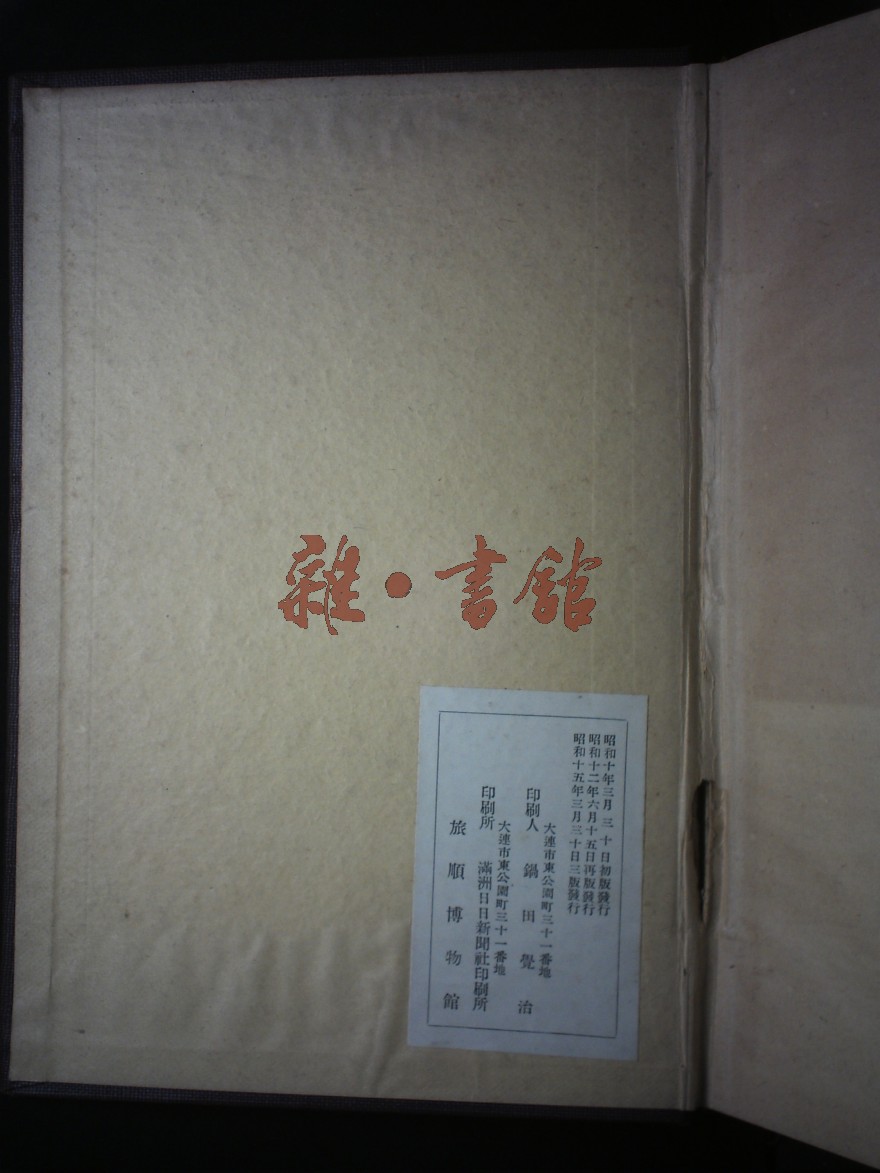 雜·書館
昭和十年三月三十日初版發行
昭和十二年六月十五日再版發行
昭和十五年三月三十日三版發行
大連市東公園町三十一番地
印刷人 鍋田覺治
大連市東公園町三十一番地
印刷所 滿洲日日新聞社印刷所
旅順博物館